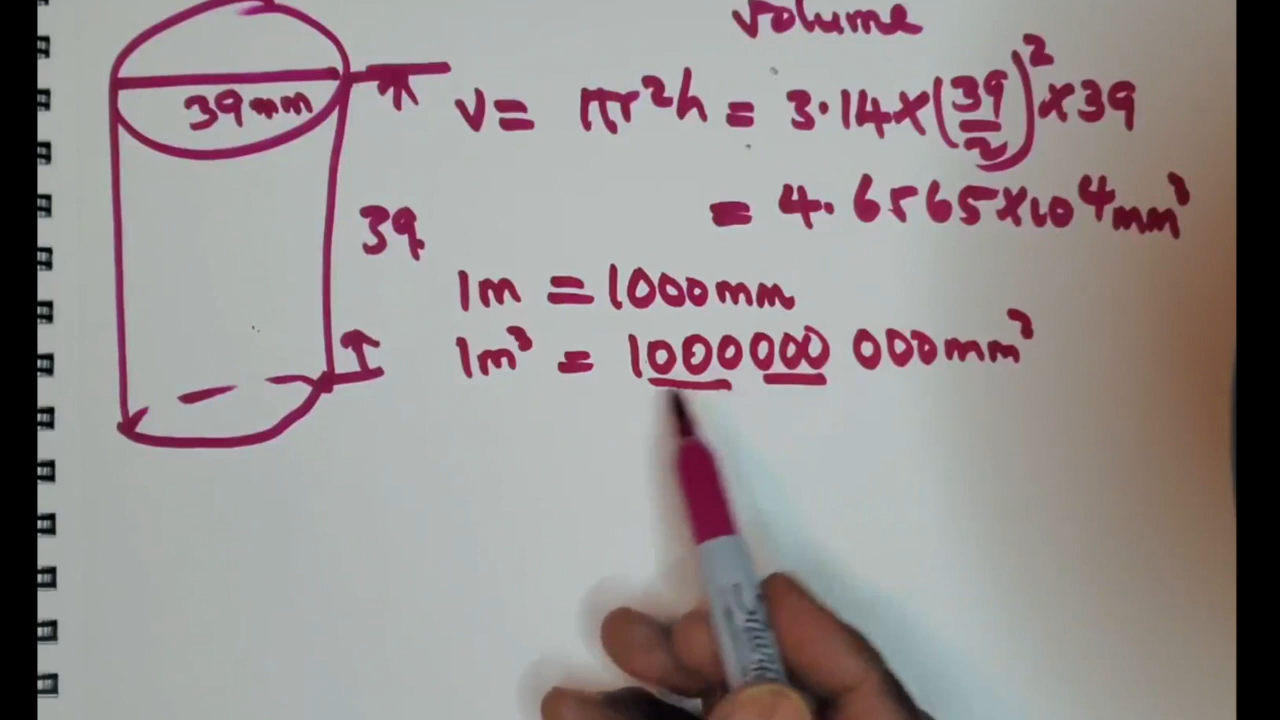 volume
39mm
V = πr²h = 3.14×(39/2)²×39
= 4.6565×10⁴mm³
39
1m = 1000mm
1m³ = 1000000 000mm³